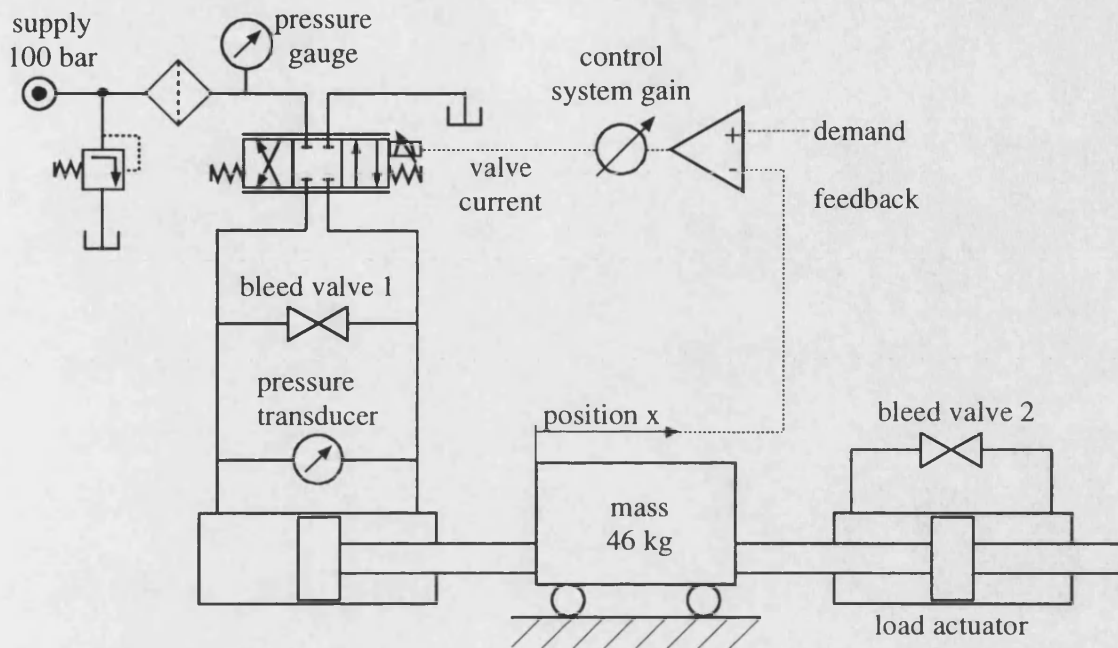 supply
100 bar
pressure
gauge
control
system gain
+
demand
-
feedback
valve
current
bleed valve 1
pressure
transducer
position x
bleed valve 2
mass
46 kg
load actuator